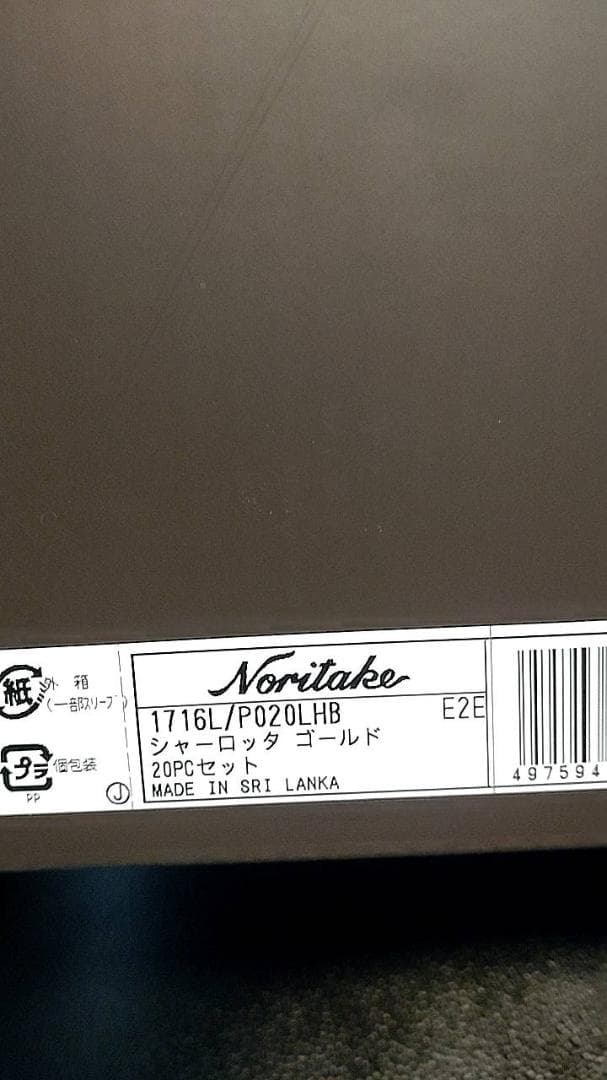 紙
外 箱
(一部スリーブ)
プラ
個包装
PP
J
Noritake
1716L/P020LHB E2E
シャーロッタ ゴールド
20PCセット
MADE IN SRI LANKA
497594